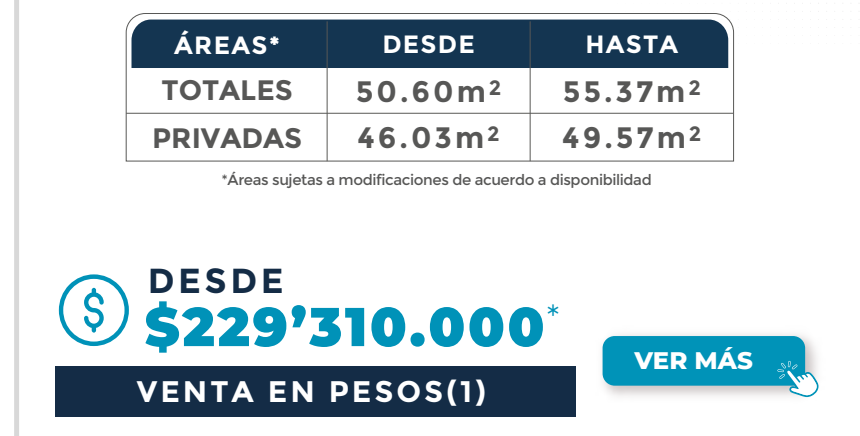 ÁREAS* DESDE HASTA
TOTALES 50.60m² 55.37m²
PRIVADAS 46.03m² 49.57m²
*Áreas sujetas a modificaciones de acuerdo a disponibilidad
DESDE
$ $229’310.000*
VER MÁS
VENTA EN PESOS(1)